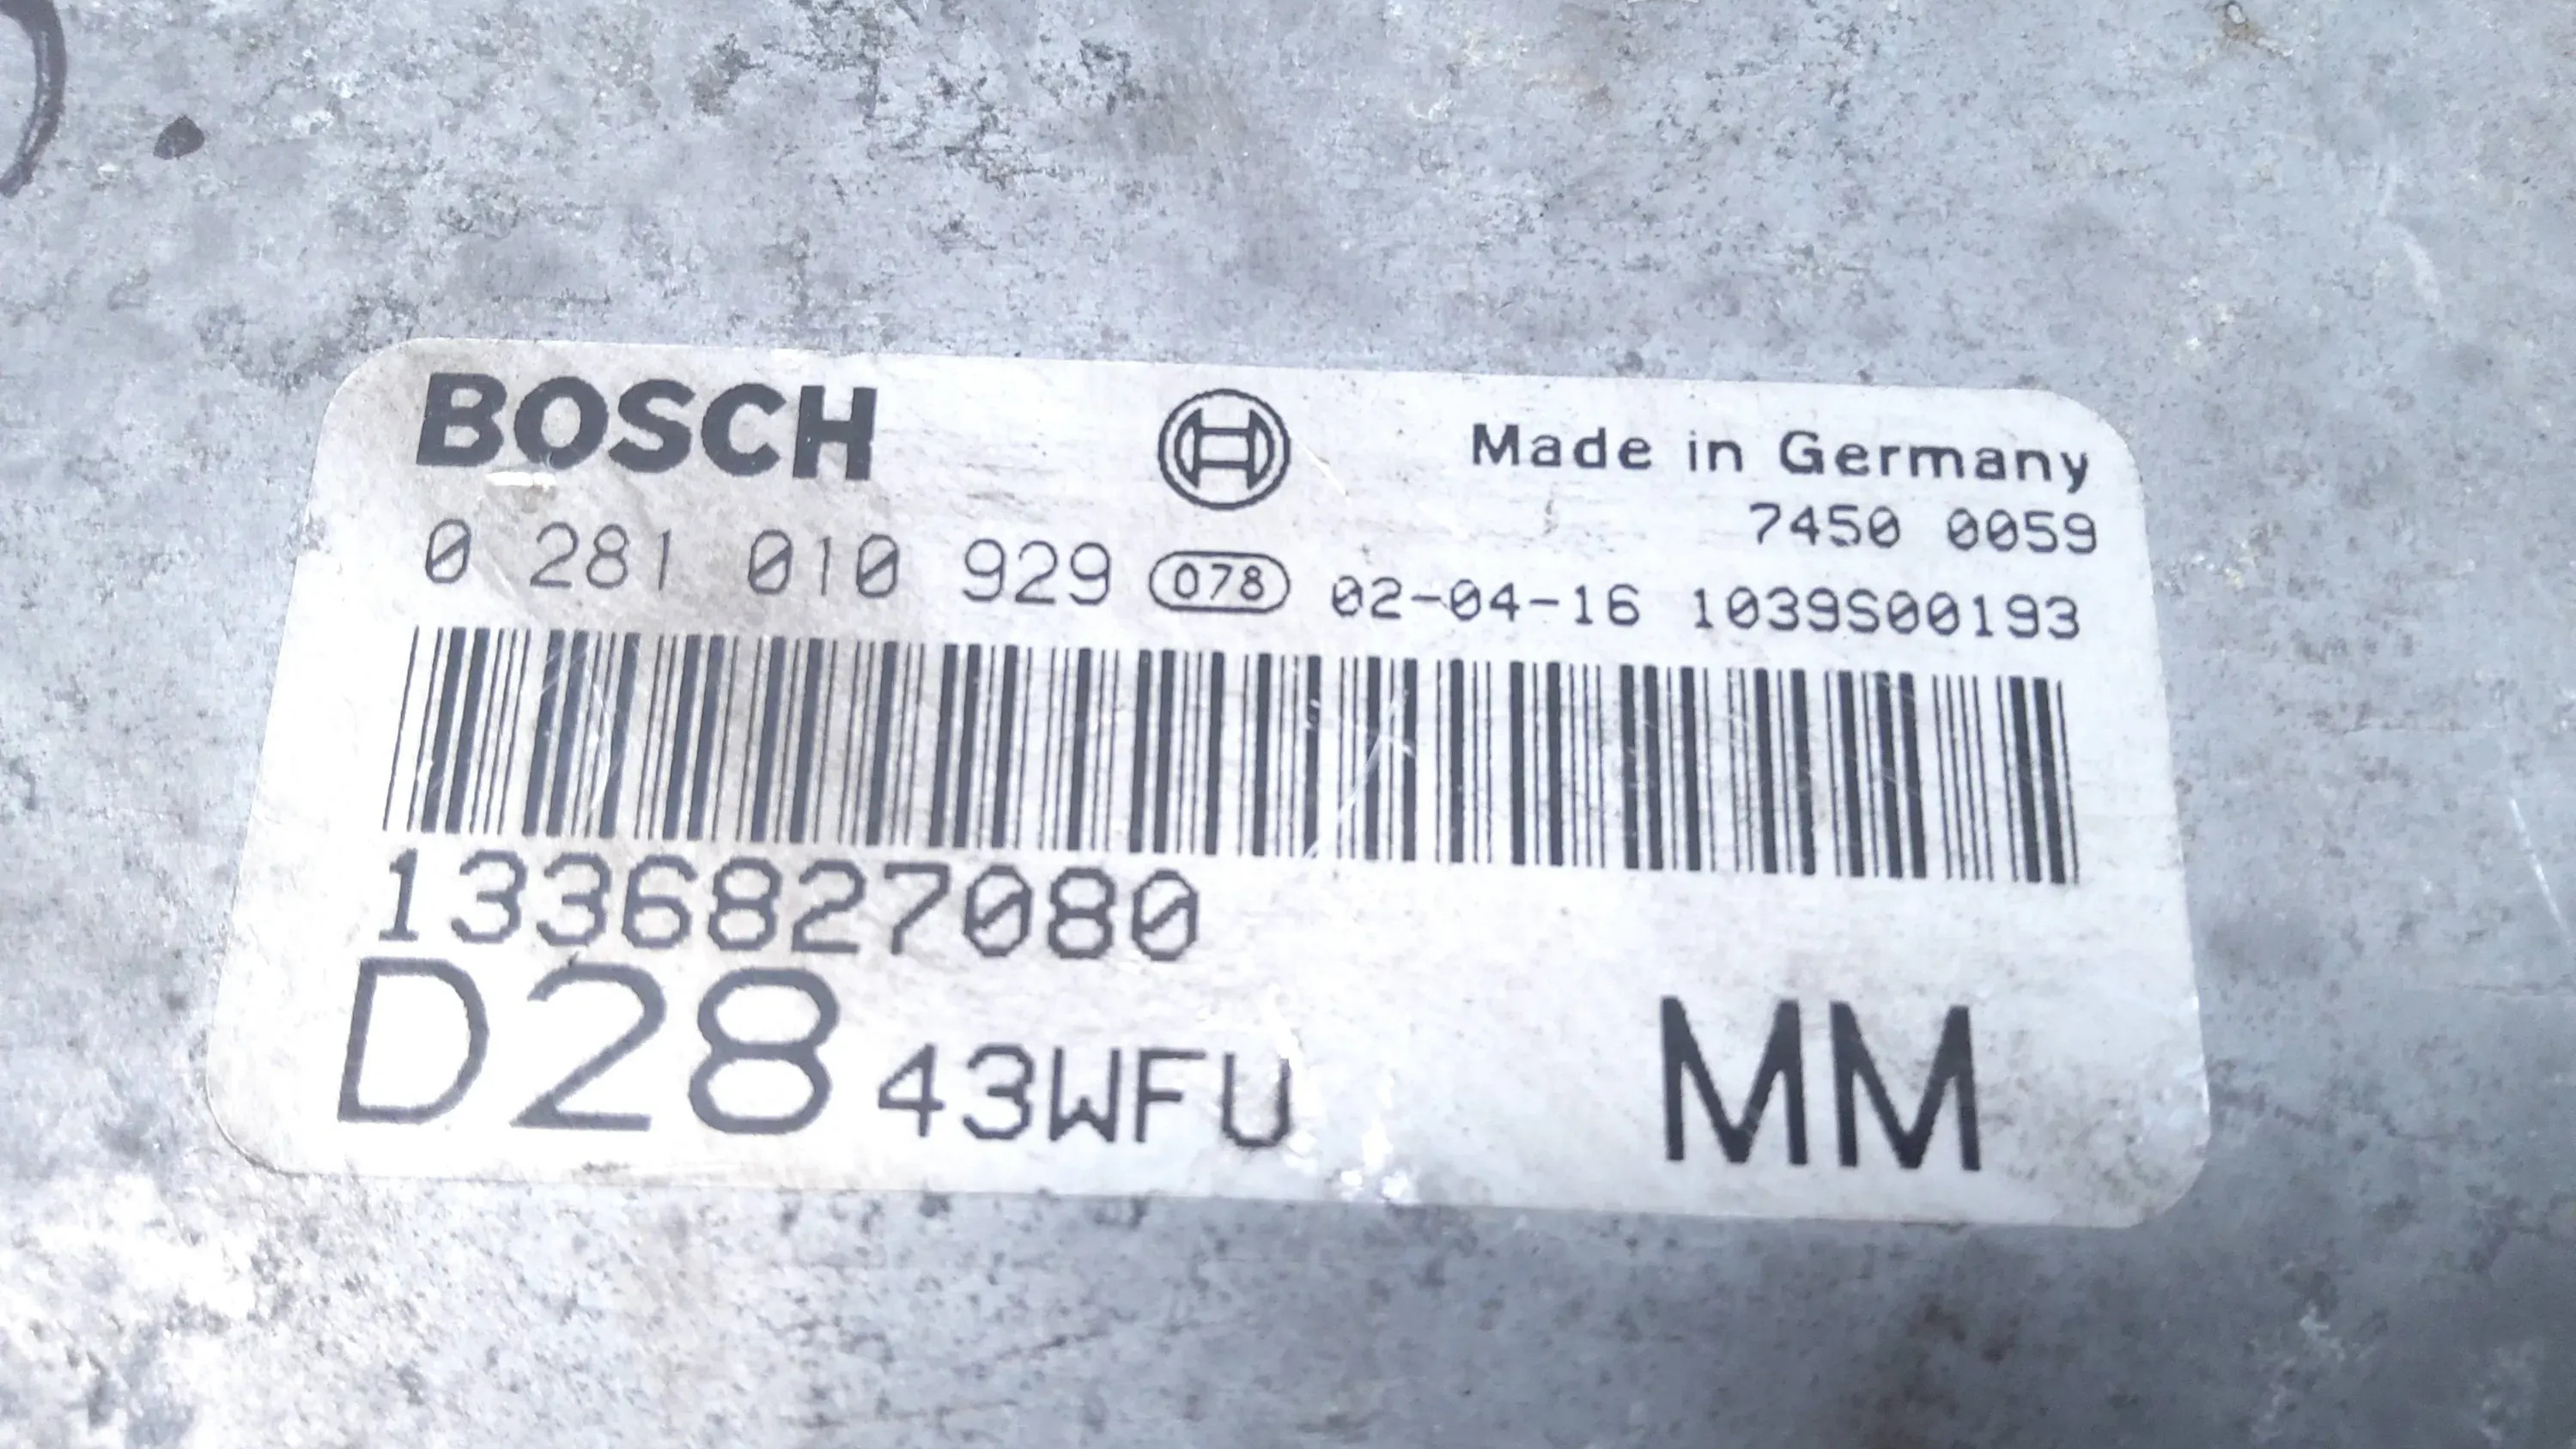 BOSCH
Made in Germany
7450 0059
0 281 010 929 078 02-04-16 1039S00193
1336827080
D28 43WFU MM